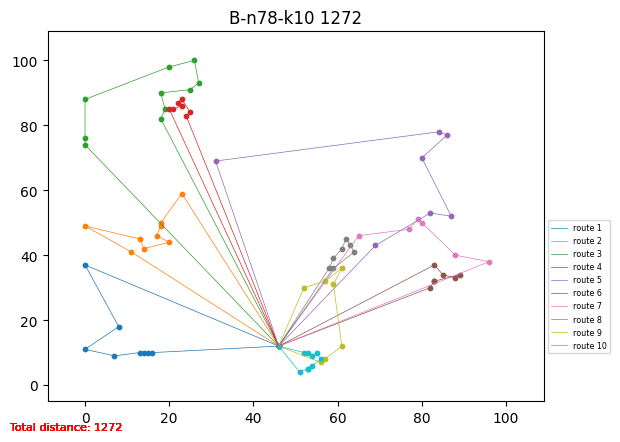 B-n78-k10 1272
100
80
60
40
20
0
0 20 40 60 80 100
route 1
route 2
route 3
route 4
route 5
route 6
route 7
route 8
route 9
route 10
Total distance: 1272